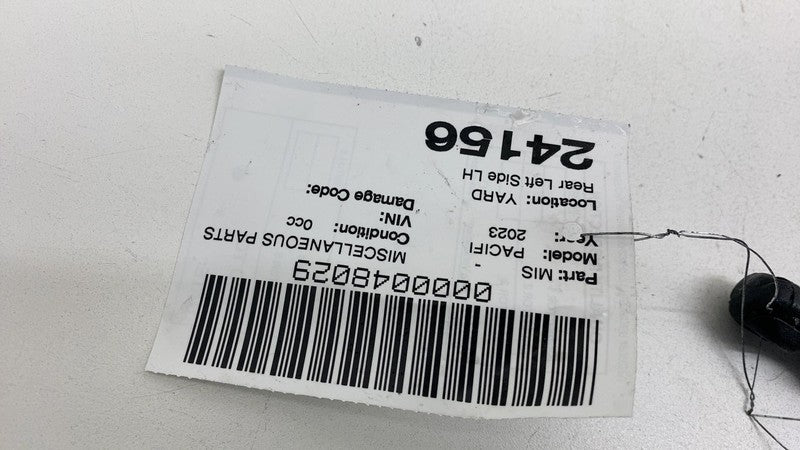 0000048029
Part: MIS - MISCELLANEOUS PARTS
Model: PACIFI Condition: 0cc
Year: 2023 VIN:
Location: YARD Damage Code:
Rear Left Side LH
24156